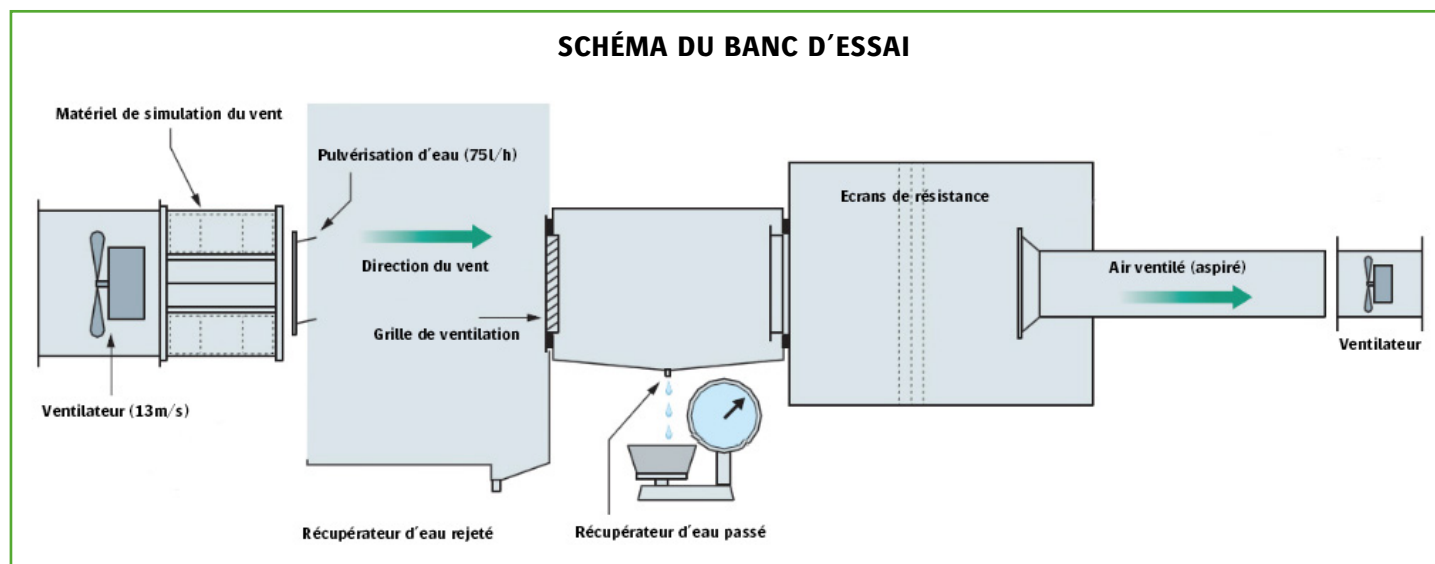 SCHÉMA DU BANC D'ESSAI
Matériel de simulation du vent
Pulvérisation d'eau (75l/h)
Ecrans de résistance
Direction du vent
Air ventilé (aspiré)
Grille de ventilation
Ventilateur
Ventilateur (13m/s)
Récupérateur d'eau rejeté
Récupérateur d'eau passé